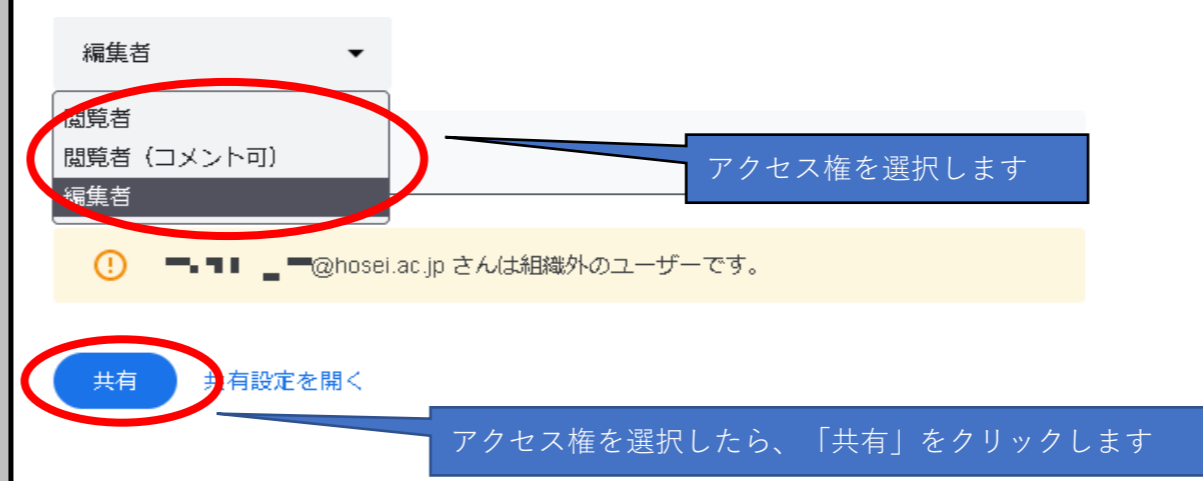 編集者
閲覧者
閲覧者（コメント可）
編集者
アクセス権を選択します
@hosei.ac.jp さんは組織外のユーザーです。
共有
共有設定を開く
アクセス権を選択したら、「共有」をクリックします